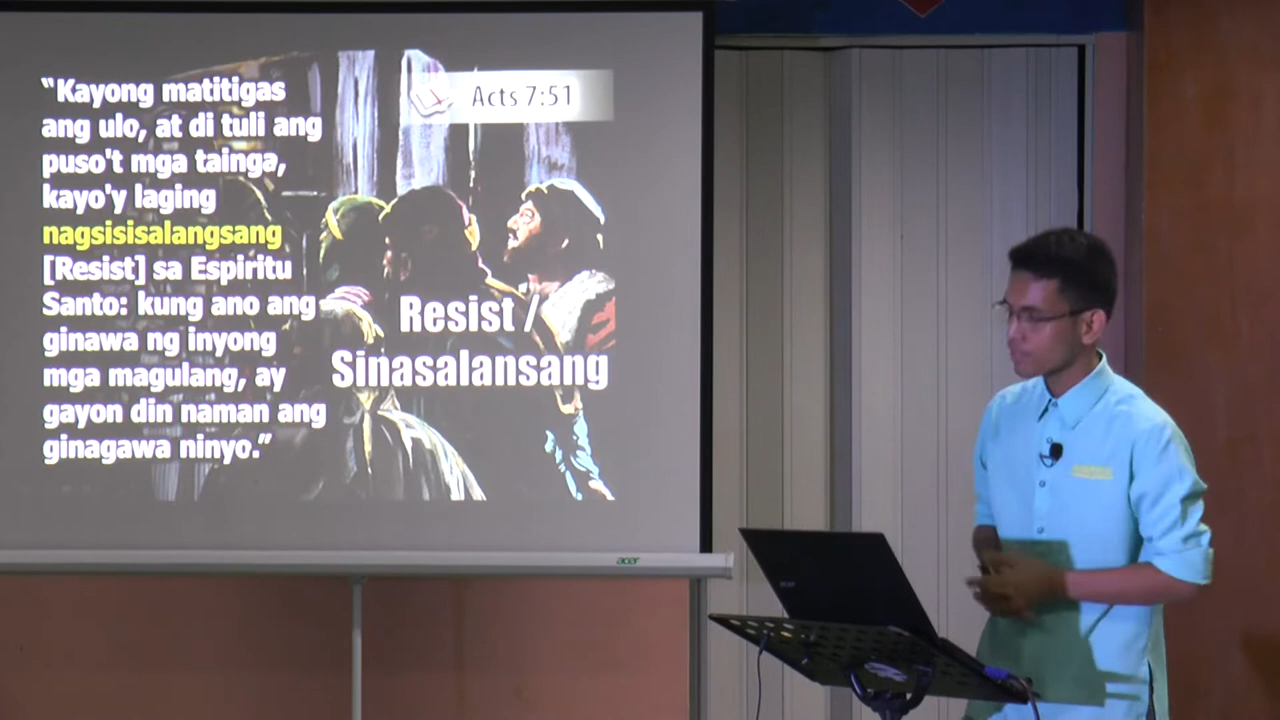 “Kayong matitigas
ang ulo, at di tuli ang
puso't mga tainga,
kayo'y laging
nagsisisalangsang
[Resist] sa Espiritu
Santo: kung ano ang
ginawa ng inyong
mga magulang, ay
gayon din naman ang
ginagawa ninyo.”
Acts 7:51
Resist /
Sinasalansang
acer
acer